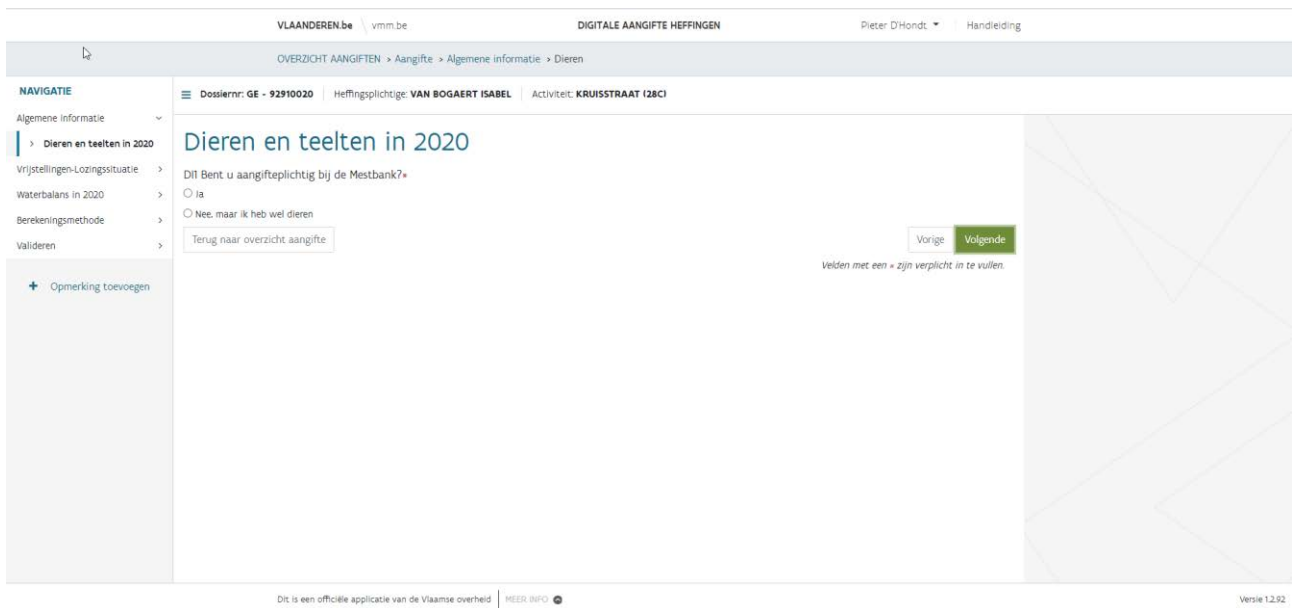 VLAANDEREN.be vmm.be DIGITALE AANGIFTE HEFFINGEN Pieter D'Hondt Handleiding
OVERZICHT AANGIFTEN > Aangifte > Algemene informatie > Dieren
NAVIGATIE
Algemene informatie
> Dieren en teelten in 2020
Vrijstellingen-Lozingssituatie >
Waterbalans in 2020 >
Berekeningsmethode >
Valideren >
+ Opmerking toevoegen
Dossiernr: GE - 92910020 Heffingsplichtige: VAN BOGAERT ISABEL Activiteit: KRUISSTRAAT (28C)
Dieren en teelten in 2020
DI1 Bent u aangifteplichtig bij de Mestbank?*
Ja
Nee, maar ik heb wel dieren
Terug naar overzicht aangifte Vorige Volgende
Velden met een * zijn verplicht in te vullen.
Dit is een officiële applicatie van de Vlaamse overheid MEER INFO Versie 1.2.92